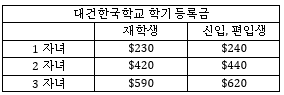 대건한국학교 학기 등록금
재학생 신입, 편입생
1 자녀 $230 $240
2 자녀 $420 $440
3 자녀 $590 $620